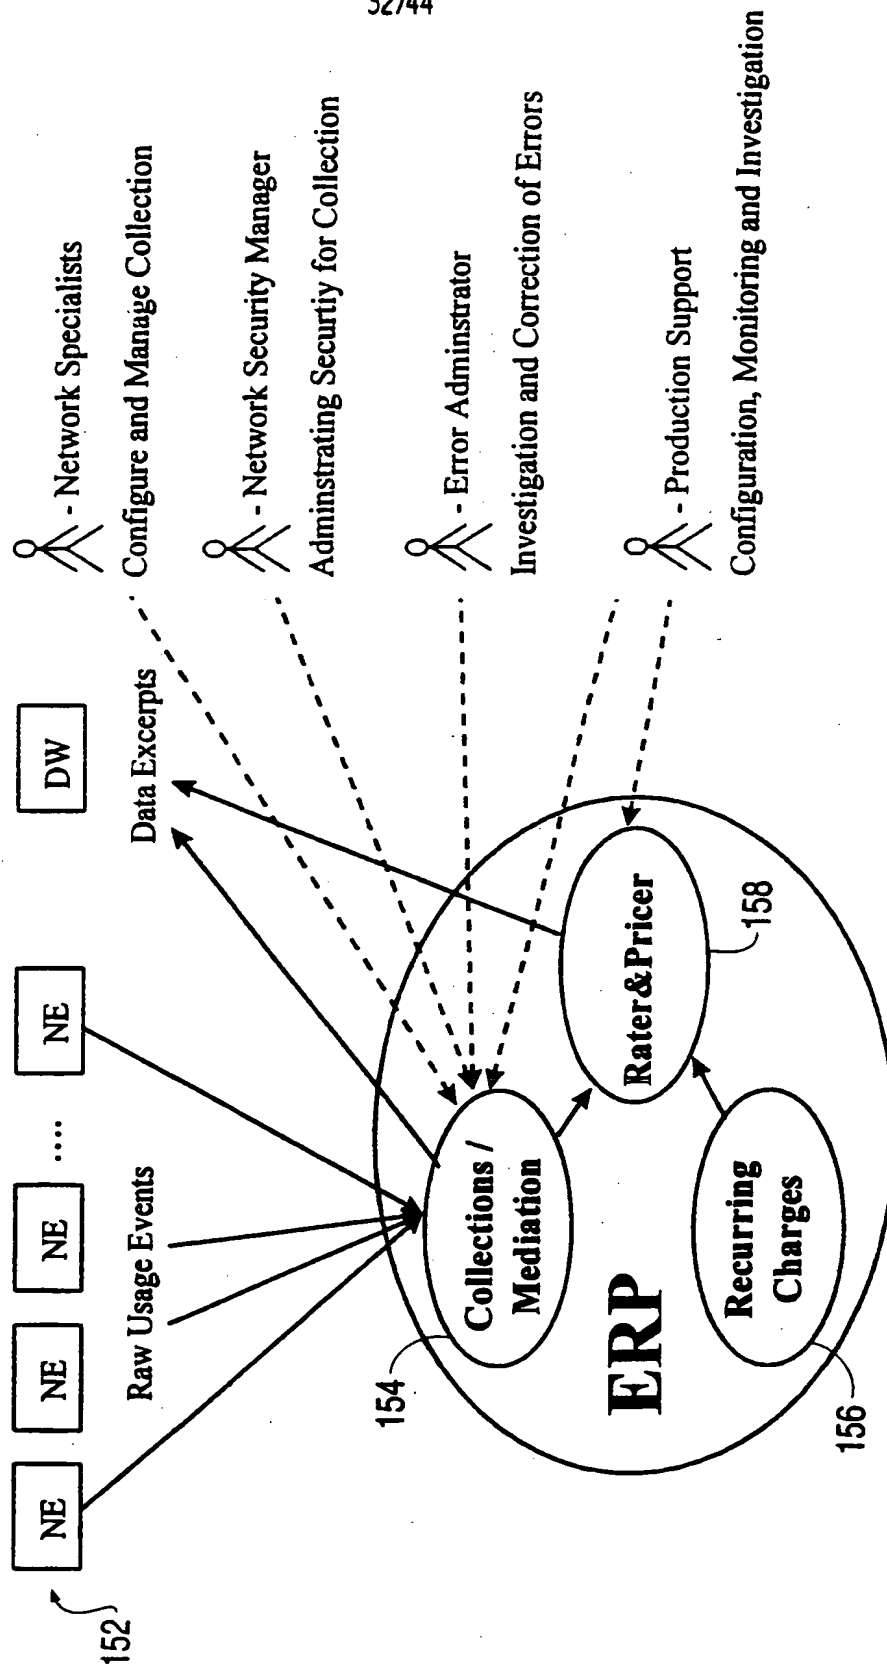 32/44
152
NE
NE
NE
....
NE
DW
Raw Usage Events
Data Excerpts
- Network Specialists
Configure and Manage Collection
- Network Security Manager
Adminstrating Securtiy for Collection
- Error Adminstrator
Investigation and Correction of Errors
- Production Support
Configuration, Monitoring and Investigation
154
Collections /
Mediation
ERP
Rater&Pricer
158
Recurring
Charges
156